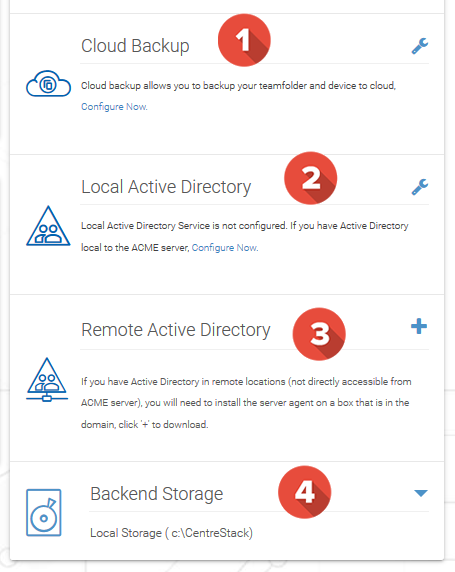 Cloud Backup 1
Cloud backup allows you to backup your teamfolder and device to cloud,
Configure Now.
Local Active Directory 2
Local Active Directory Service is not configured. If you have Active Directory
local to the ACME server, Configure Now.
Remote Active Directory 3
If you have Active Directory in remote locations (not directly accessible from
ACME server), you will need to install the server agent on a box that is in the
domain, click '+' to download.
Backend Storage 4
Local Storage ( c:\CentreStack)